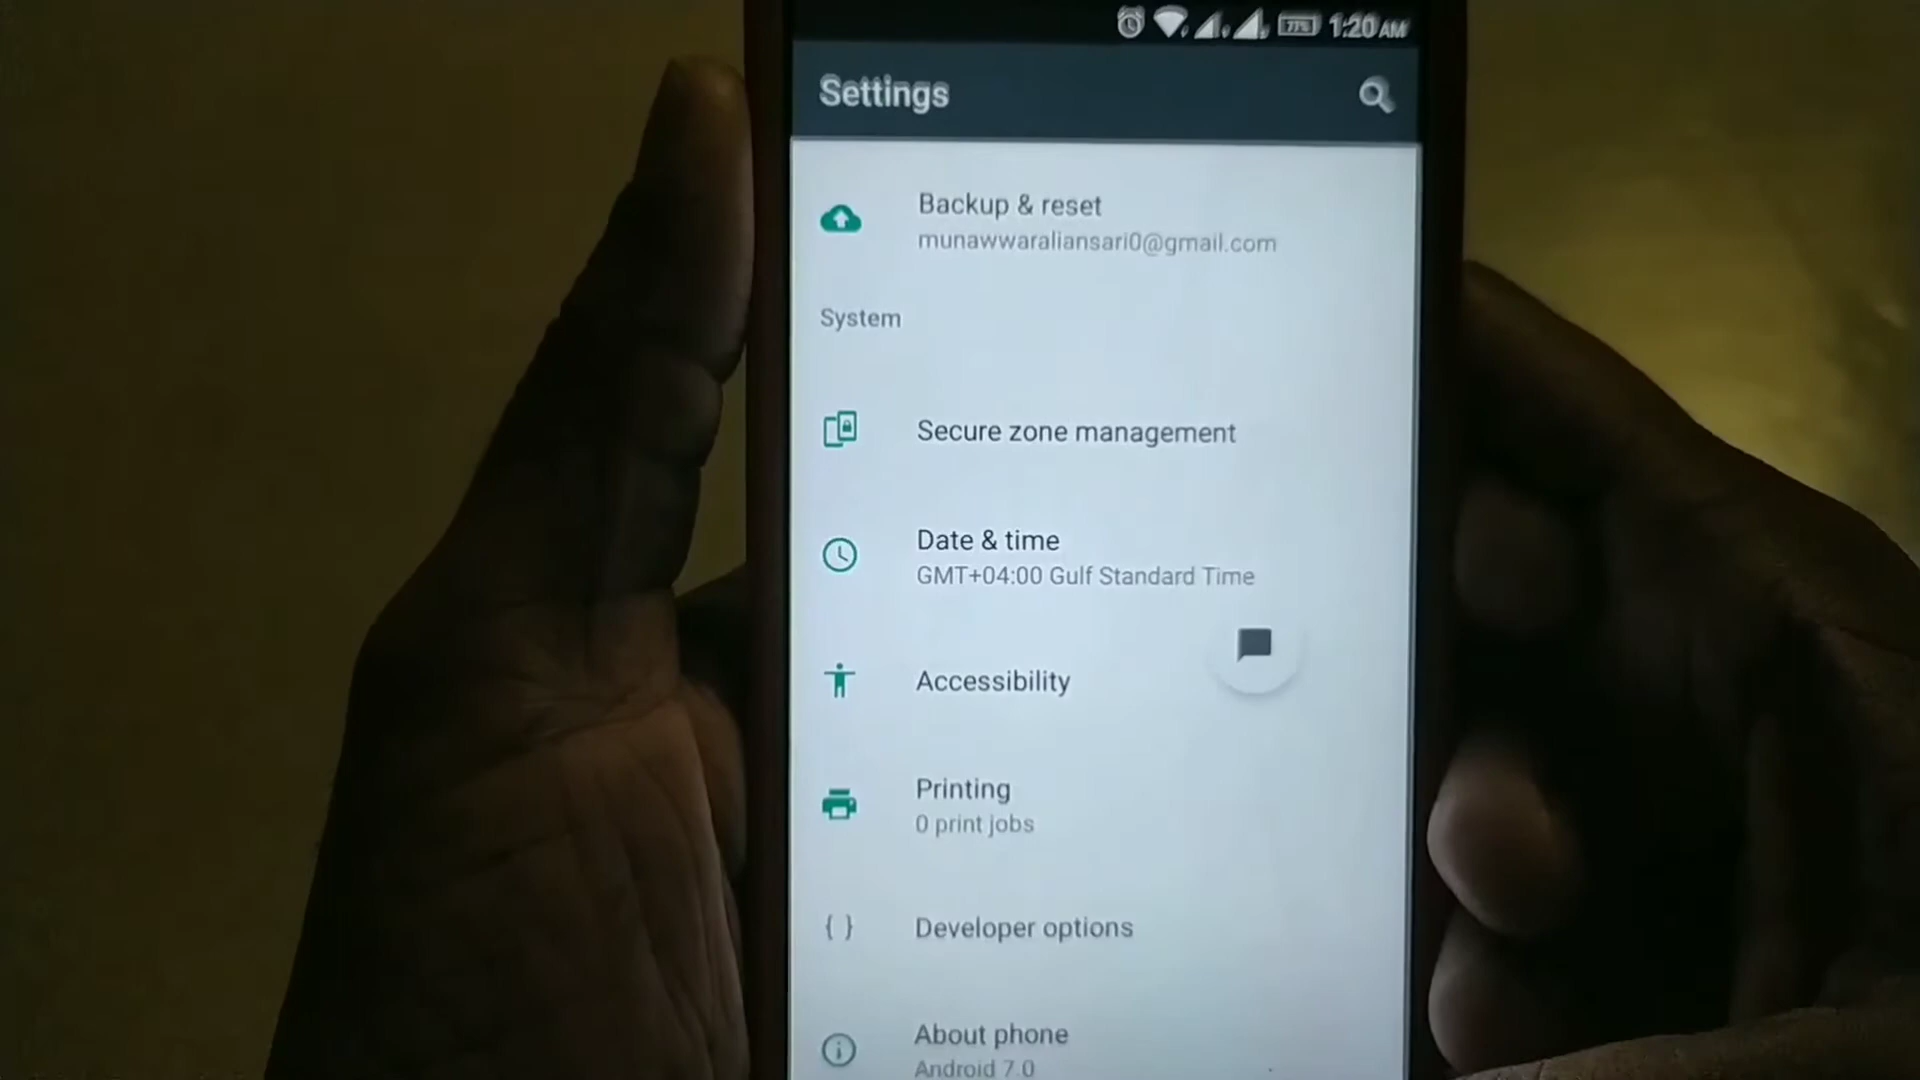 77%
1:20 AM
Settings
Backup & reset
munawwaraliansari0@gmail.com
System
Secure zone management
Date & time
GMT+04:00 Gulf Standard Time
Accessibility
Printing
0 print jobs
{ } Developer options
About phone
Android 7.0